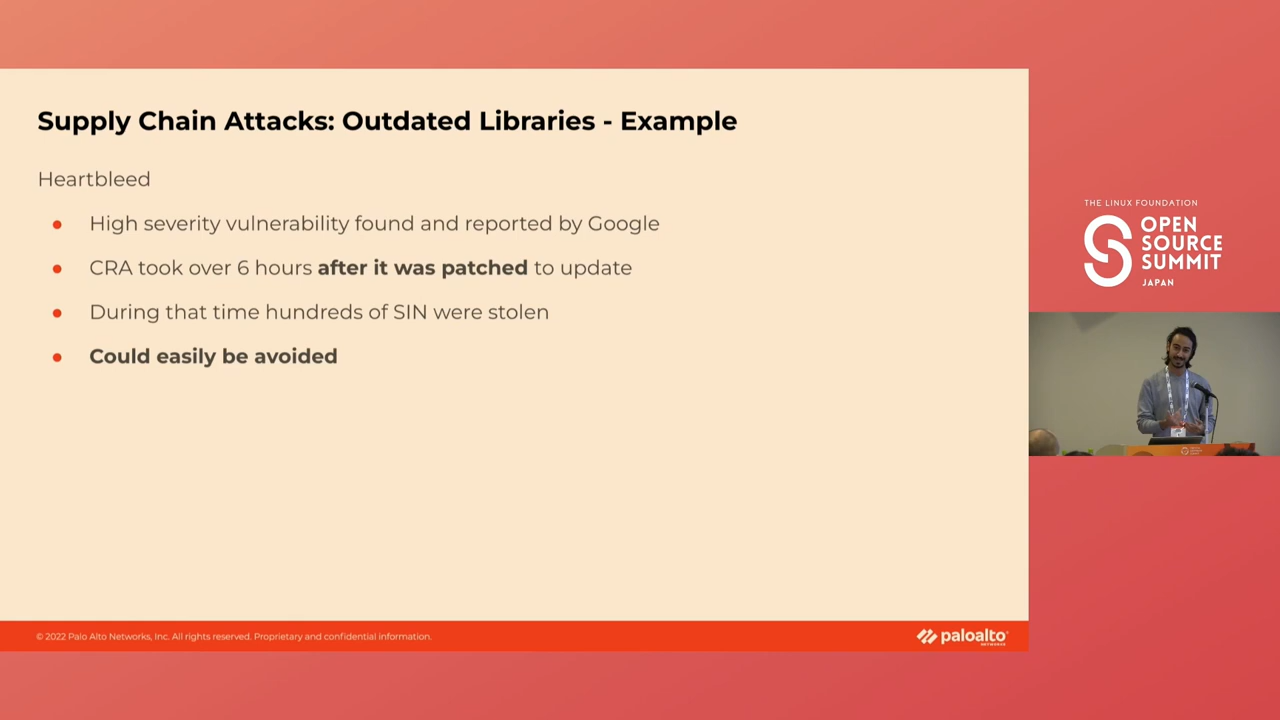 Supply Chain Attacks: Outdated Libraries - Example
Heartbleed
High severity vulnerability found and reported by Google
CRA took over 6 hours after it was patched to update
During that time hundreds of SIN were stolen
Could easily be avoided
© 2022 Palo Alto Networks, Inc. All rights reserved. Proprietary and confidential information.
paloalto
NETWORKS
THE LINUX FOUNDATION
OPEN
SOURCE
SUMMIT
JAPAN